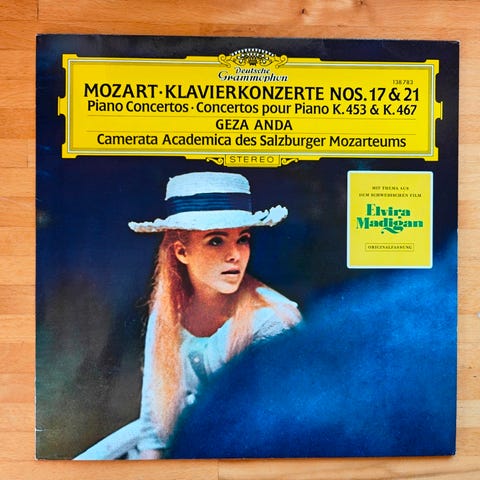 Deutsche
Grammophon
138 783
MOZART · KLAVIERKONZERTE NOS. 17 & 21
Piano Concertos · Concertos pour Piano K. 453 & K. 467
GEZA ANDA
Camerata Academica des Salzburger Mozarteums
STEREO
MIT THEMA AUS
DEM SCHWEDISCHEN FILM
Elvira
Madigan
ORIGINALFASSUNG